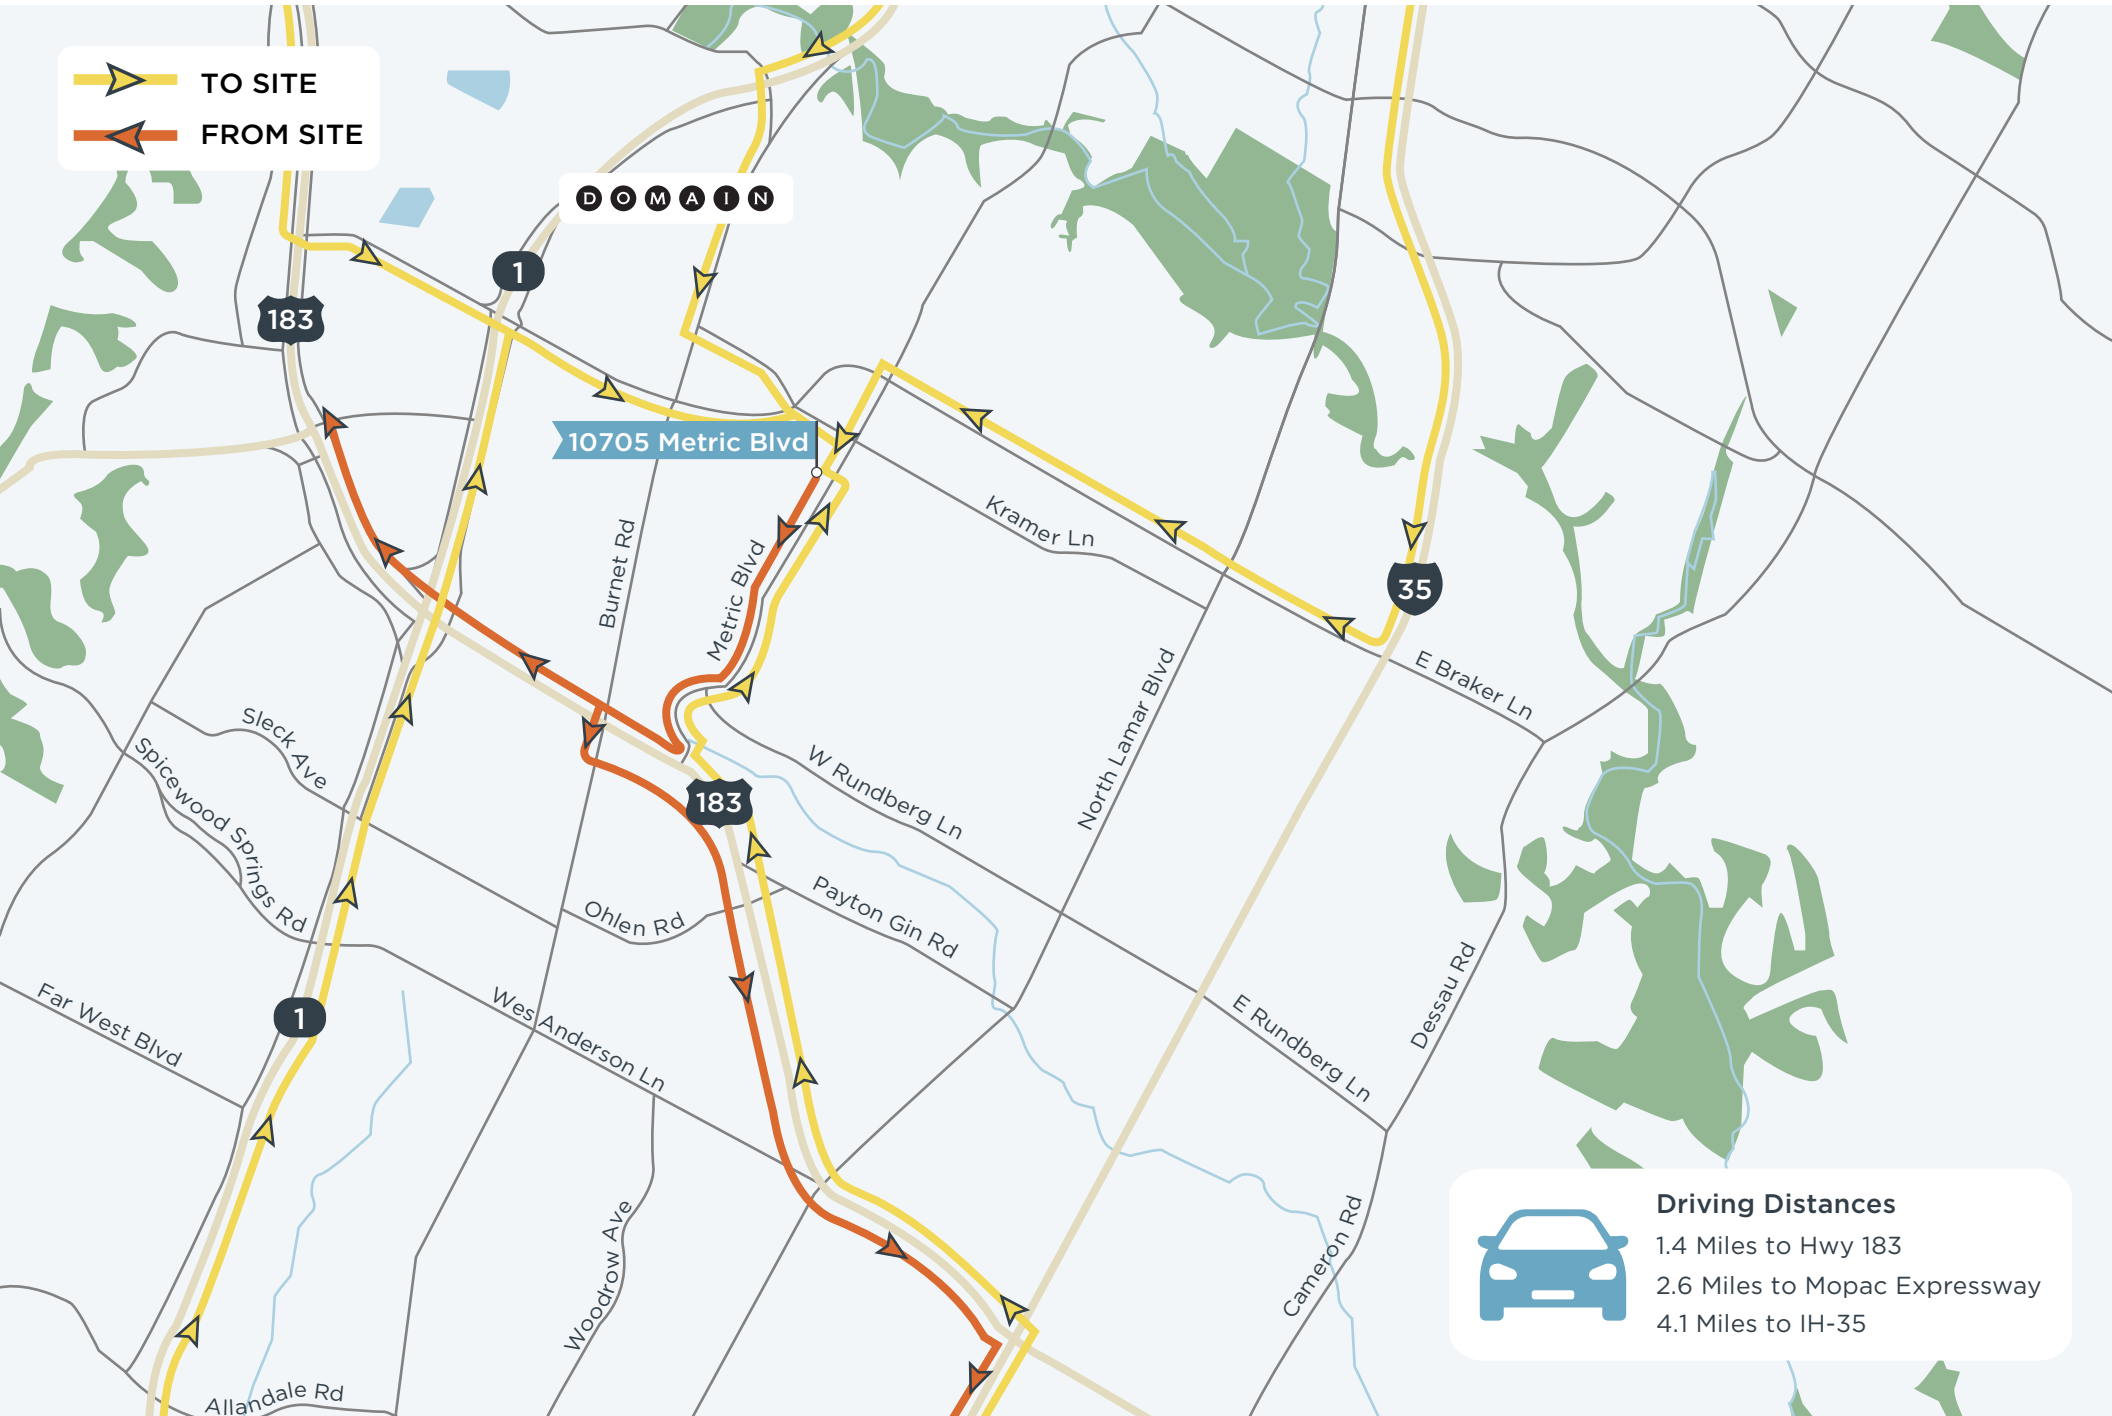 TO SITE
FROM SITE
DOMAIN
1
183
10705 Metric Blvd
Kramer Ln
Burnet Rd
Metric Blvd
35
E Braker Ln
North Lamar Blvd
Sleck Ave
Spicewood Springs Rd
W Rundberg Ln
183
Payton Gin Rd
Ohlen Rd
Dessau Rd
Far West Blvd
1
Wes Anderson Ln
E Rundberg Ln
Woodrow Ave
Cameron Rd
Allandale Rd
Driving Distances
1.4 Miles to Hwy 183
2.6 Miles to Mopac Expressway
4.1 Miles to IH-35